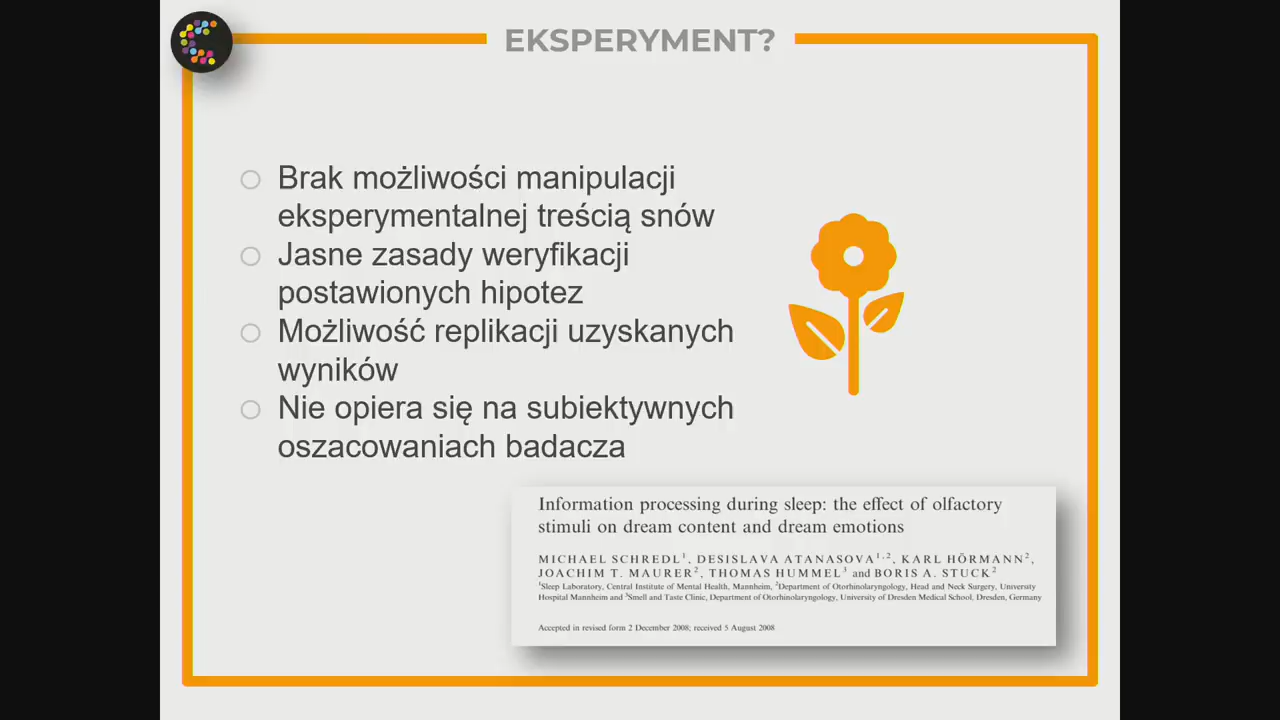 EKSPERYMENT?
Brak możliwości manipulacji
eksperymentalnej treścią snów
Jasne zasady weryfikacji
postawionych hipotez
Możliwość replikacji uzyskanych
wyników
Nie opiera się na subiektywnych
oszacowaniach badacza
Information processing during sleep: the effect of olfactory
stimuli on dream content and dream emotions
MICHAEL SCHREDL¹, DESISLAVA ATANASOVA¹,², KARL HÖRMANN²,
JOACHIM T. MAURER², THOMAS HUMMEL³ and BORIS A. STUCK²
¹Sleep Laboratory, Central Institute of Mental Health, Mannheim, ²Department of Otorhinolaryngology, Head and Neck Surgery, University
Hospital Mannheim and ³Smell and Taste Clinic, Department of Otorhinolaryngology, University of Dresden Medical School, Dresden, Germany
Accepted in revised form 2 December 2008; received 5 August 2008